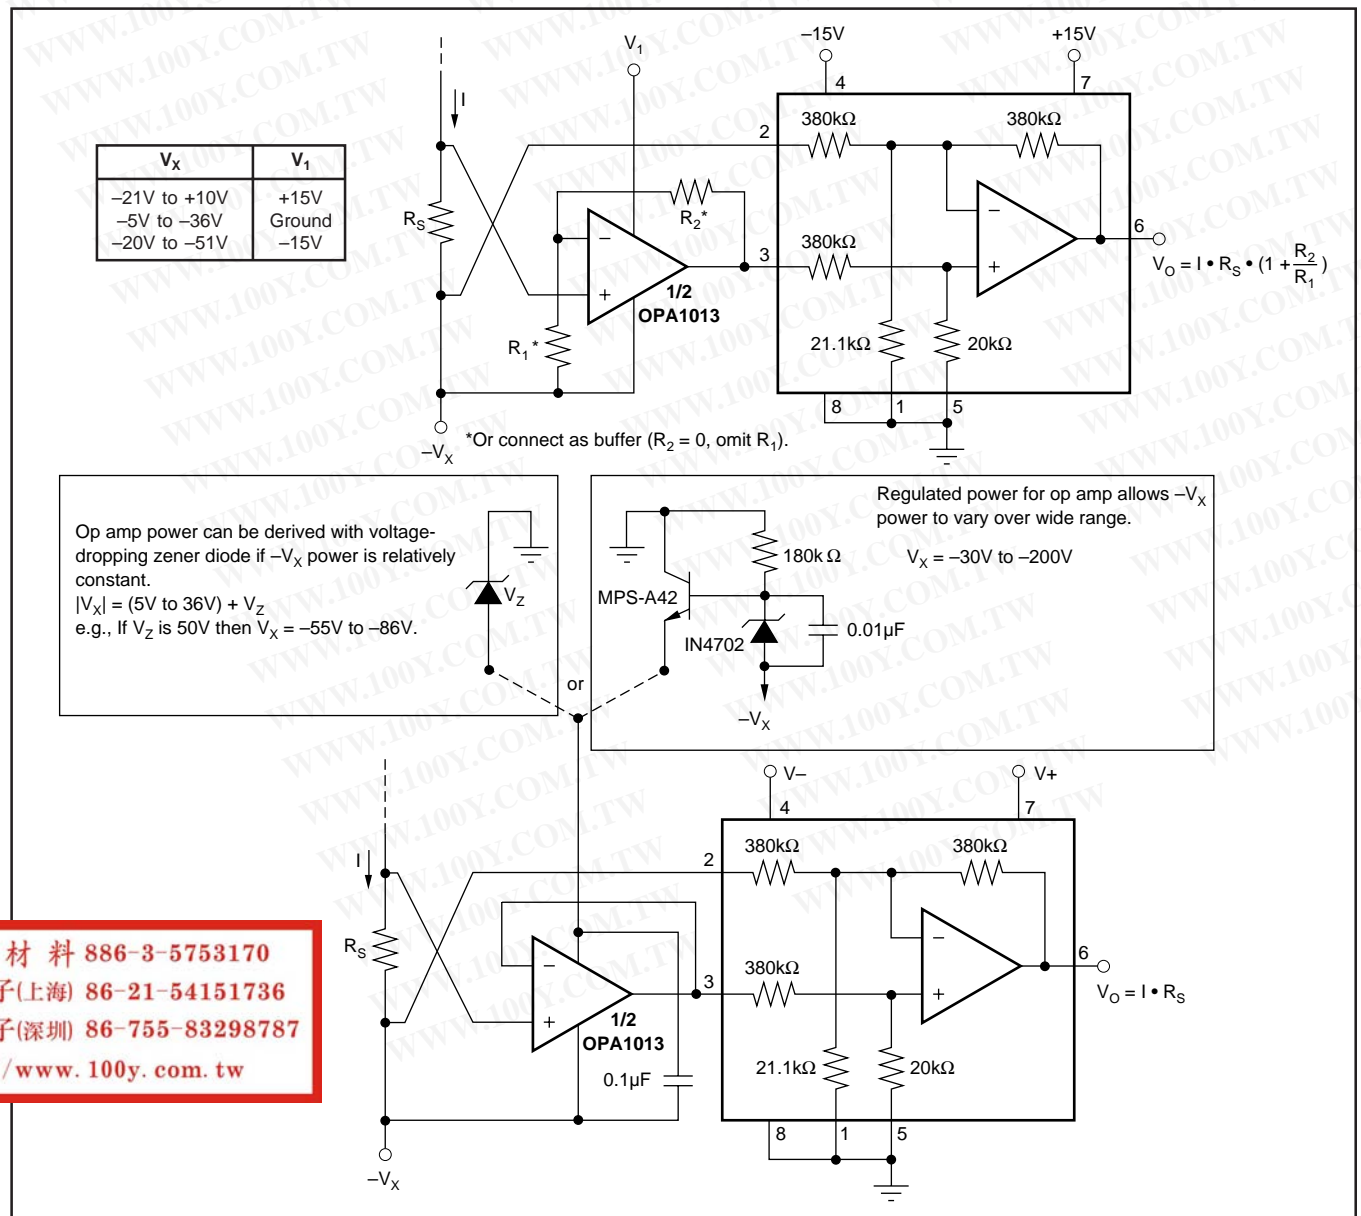 –15V
+15V
V1
4
7
I
2
380kΩ
380kΩ
VX V1
–21V to +10V +15V
–5V to –36V Ground
–20V to –51V –15V
RS
R2*
–
+
1/2
OPA1013
3
380kΩ
–
+
6
VO = I • RS • (1 + R2/R1)
R1*
21.1kΩ
20kΩ
8
1
5
–VX
*Or connect as buffer (R2 = 0, omit R1).
Op amp power can be derived with voltage-
dropping zener diode if –VX power is relatively
constant.
|VX| = (5V to 36V) + VZ
e.g., If VZ is 50V then VX = –55V to –86V.
VZ
or
Regulated power for op amp allows –VX
power to vary over wide range.
VX = –30V to –200V
180kΩ
MPS-A42
IN4702
0.01µF
–VX
V–
V+
4
7
I
2
380kΩ
380kΩ
RS
–
+
1/2
OPA1013
3
380kΩ
–
+
6
VO = I • RS
0.1µF
21.1kΩ
20kΩ
8
1
5
–VX
材 料 886-3-5753170
子(上海) 86-21-54151736
子(深圳) 86-755-83298787
/www.100y.com.tw
WWW.100Y.COM.TW